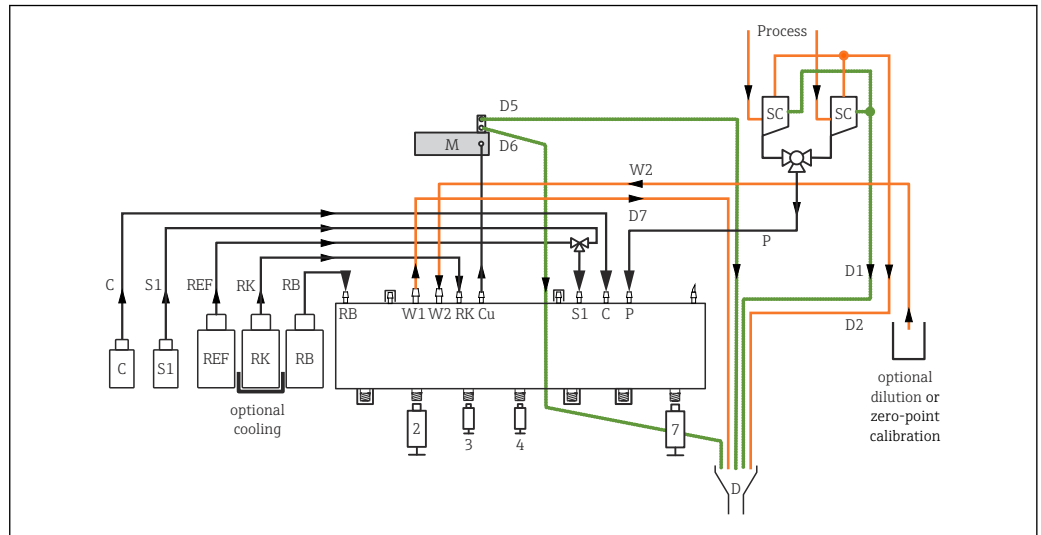 Process
D5
SC
SC
M
D6
W2
D7
P
C
S1
REF
RK
RB
D1
RB
W1
W2
RK
Cu
S1
C
P
D2
C
S1
REF
RK
RB
optional
cooling
optional
dilution or
zero-point
calibration
2
3
4
7
D